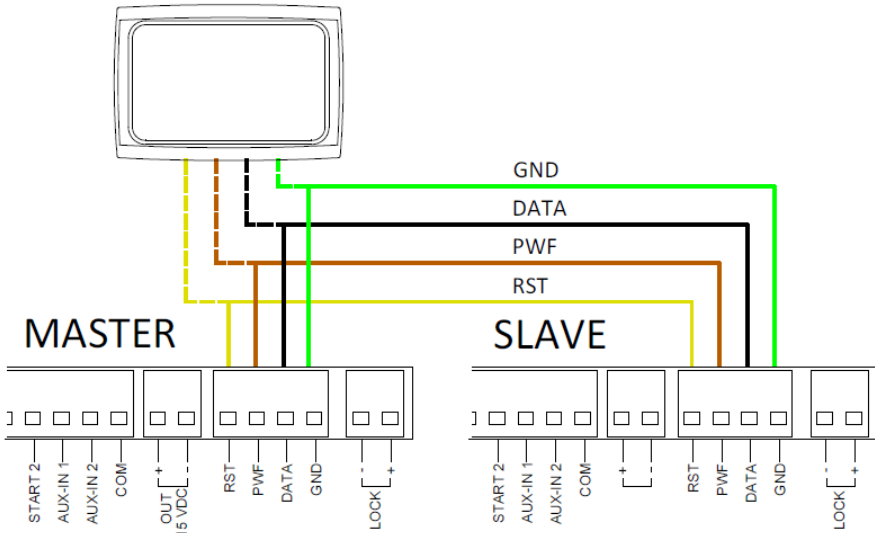 GND
DATA
PWF
RST
MASTER
SLAVE
START 2
AUX-IN 1
AUX-IN 2
COM
+
-
OUT
15 VDC
RST
PWF
DATA
GND
-
+
LOCK
START 2
AUX-IN 1
AUX-IN 2
COM
+
-
RST
PWF
DATA
GND
-
+
LOCK